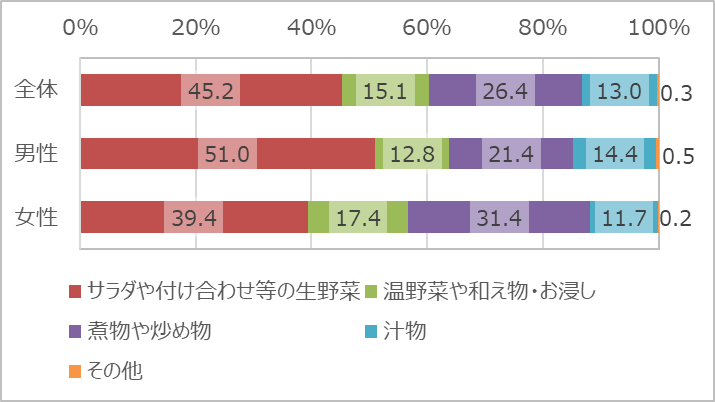 0% 20% 40% 60% 80% 100%
全体 45.2 15.1 26.4 13.0 0.3
男性 51.0 12.8 21.4 14.4 0.5
女性 39.4 17.4 31.4 11.7 0.2
サラダや付け合わせ等の生野菜 温野菜や和え物・お浸し
煮物や炒め物 汁物
その他